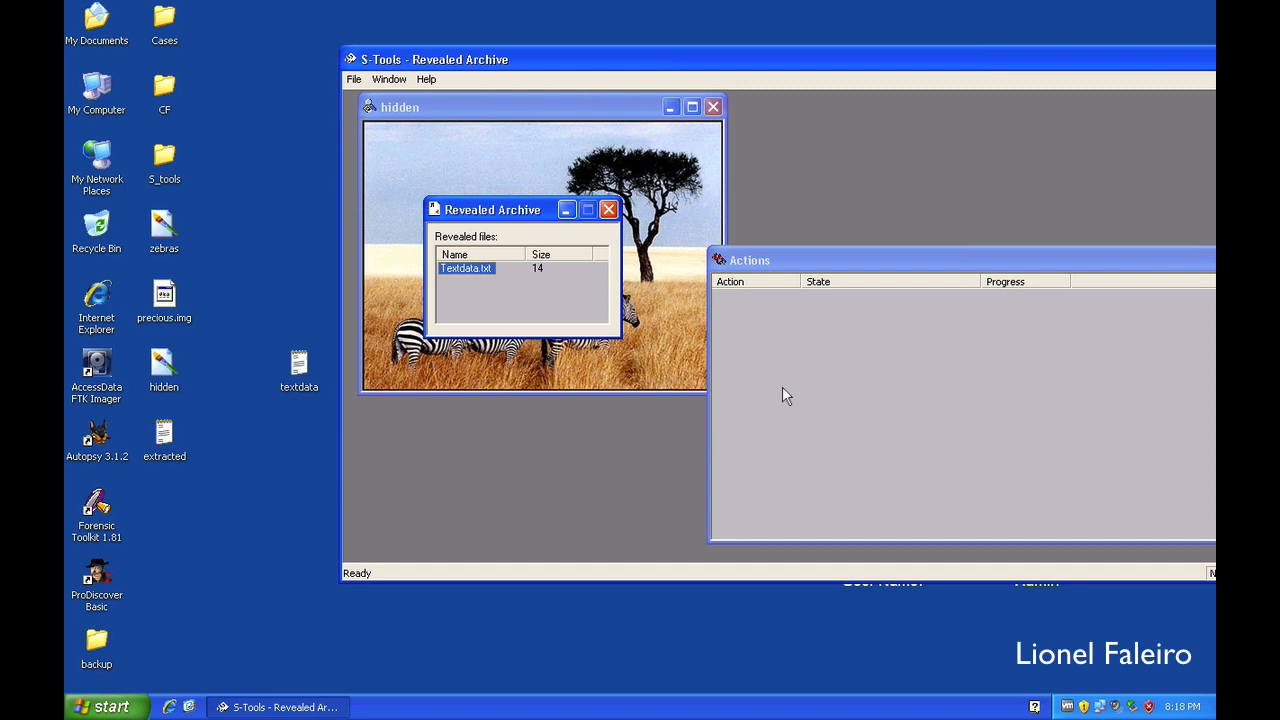 My Documents
Cases
My Computer
CF
My Network
Places
S_tools
Recycle Bin
zebras
Internet
Explorer
precious.img
AccessData
FTK Imager
hidden
textdata
Autopsy 3.1.2
extracted
Forensic
Toolkit 1.81
ProDiscover
Basic
backup
S-Tools - Revealed Archive
File Window Help
hidden
Revealed Archive
Revealed files:
Name Size
Textdata.txt 14
Actions
Action State Progress
Ready
Lionel Faleiro
start
S-Tools - Revealed Ar...
8:18 PM